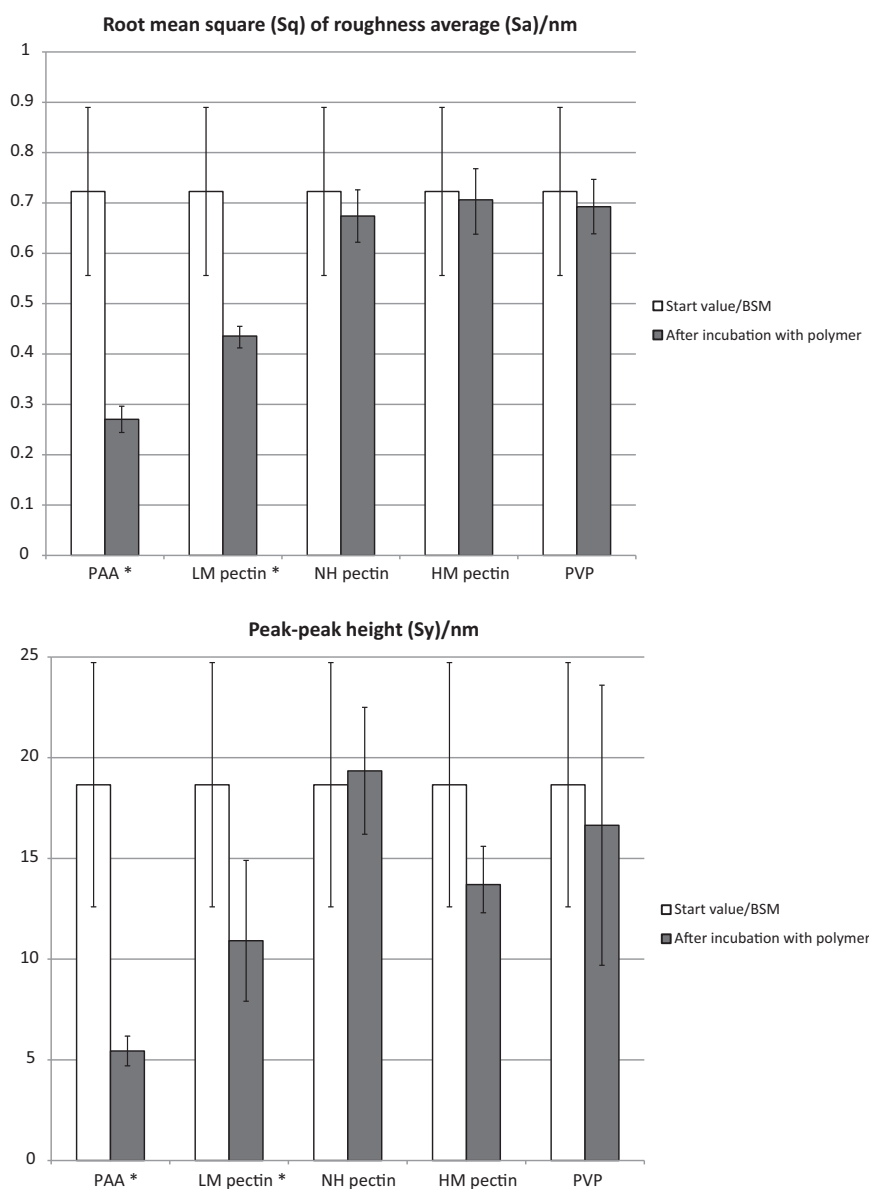 Root mean square (Sq) of roughness average (Sa)/nm
1
0.9
0.8
0.7
0.6
0.5
0.4
0.3
0.2
0.1
0
PAA * LM pectin * NH pectin HM pectin PVP
Start value/BSM
After incubation with polymer
Peak-peak height (Sy)/nm
25
20
15
10
5
0
PAA * LM pectin * NH pectin HM pectin PVP
Start value/BSM
After incubation with polymer